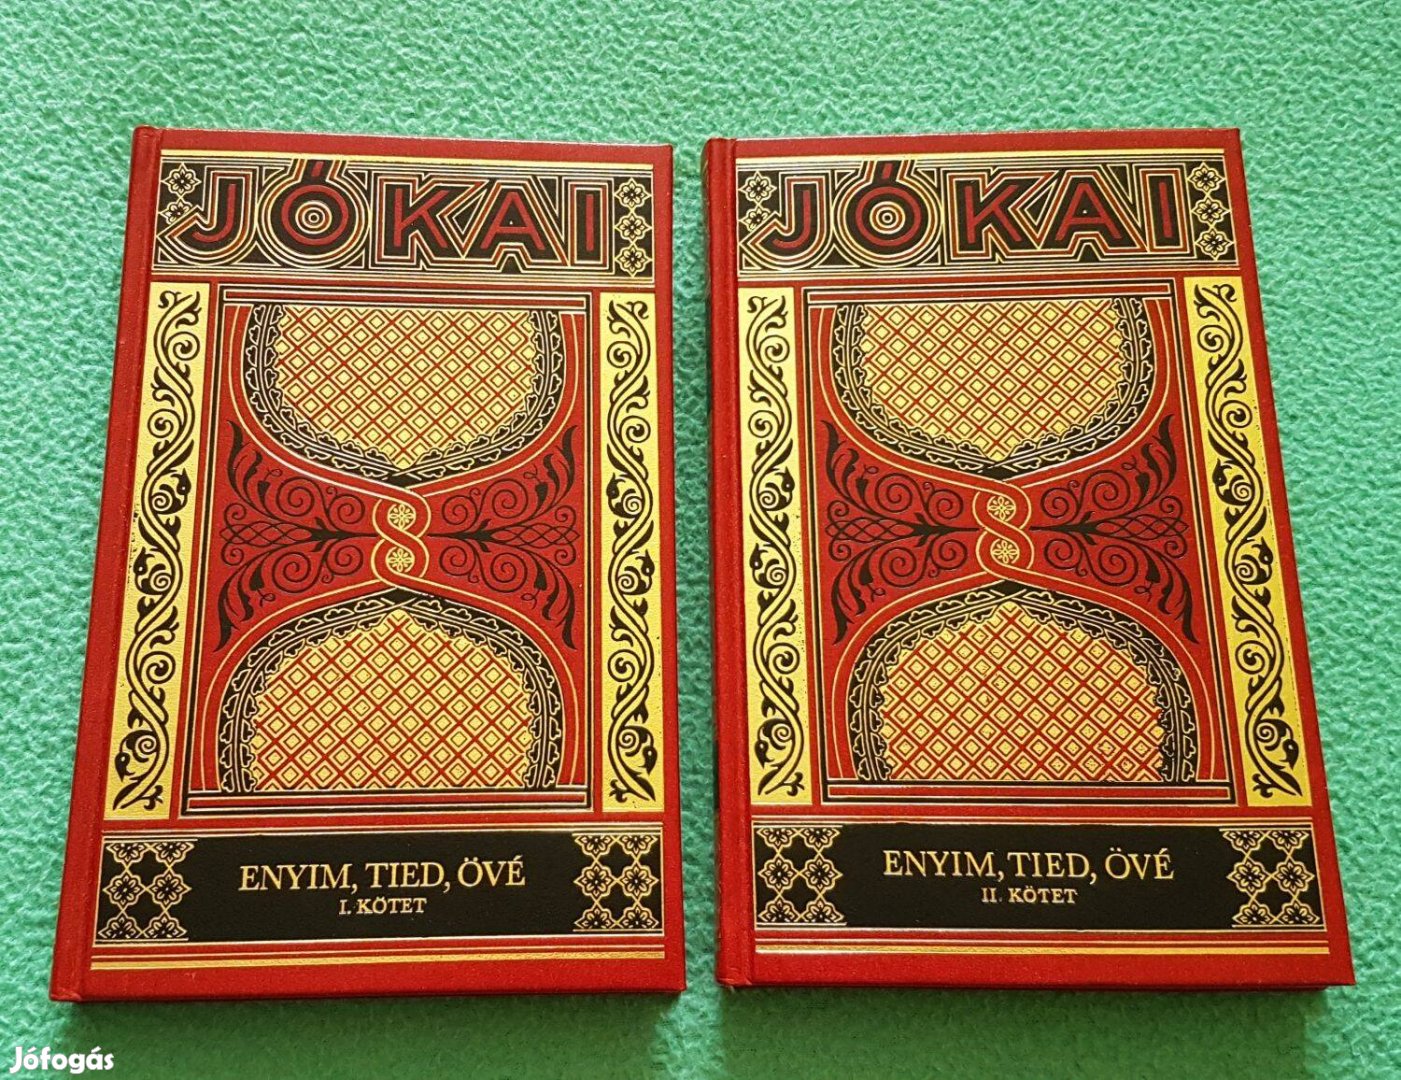 JÓKAI
ENYIM, TIED, ÖVÉ
I. KÖTET
JÓKAI
ENYIM, TIED, ÖVÉ
II. KÖTET
Jófogás